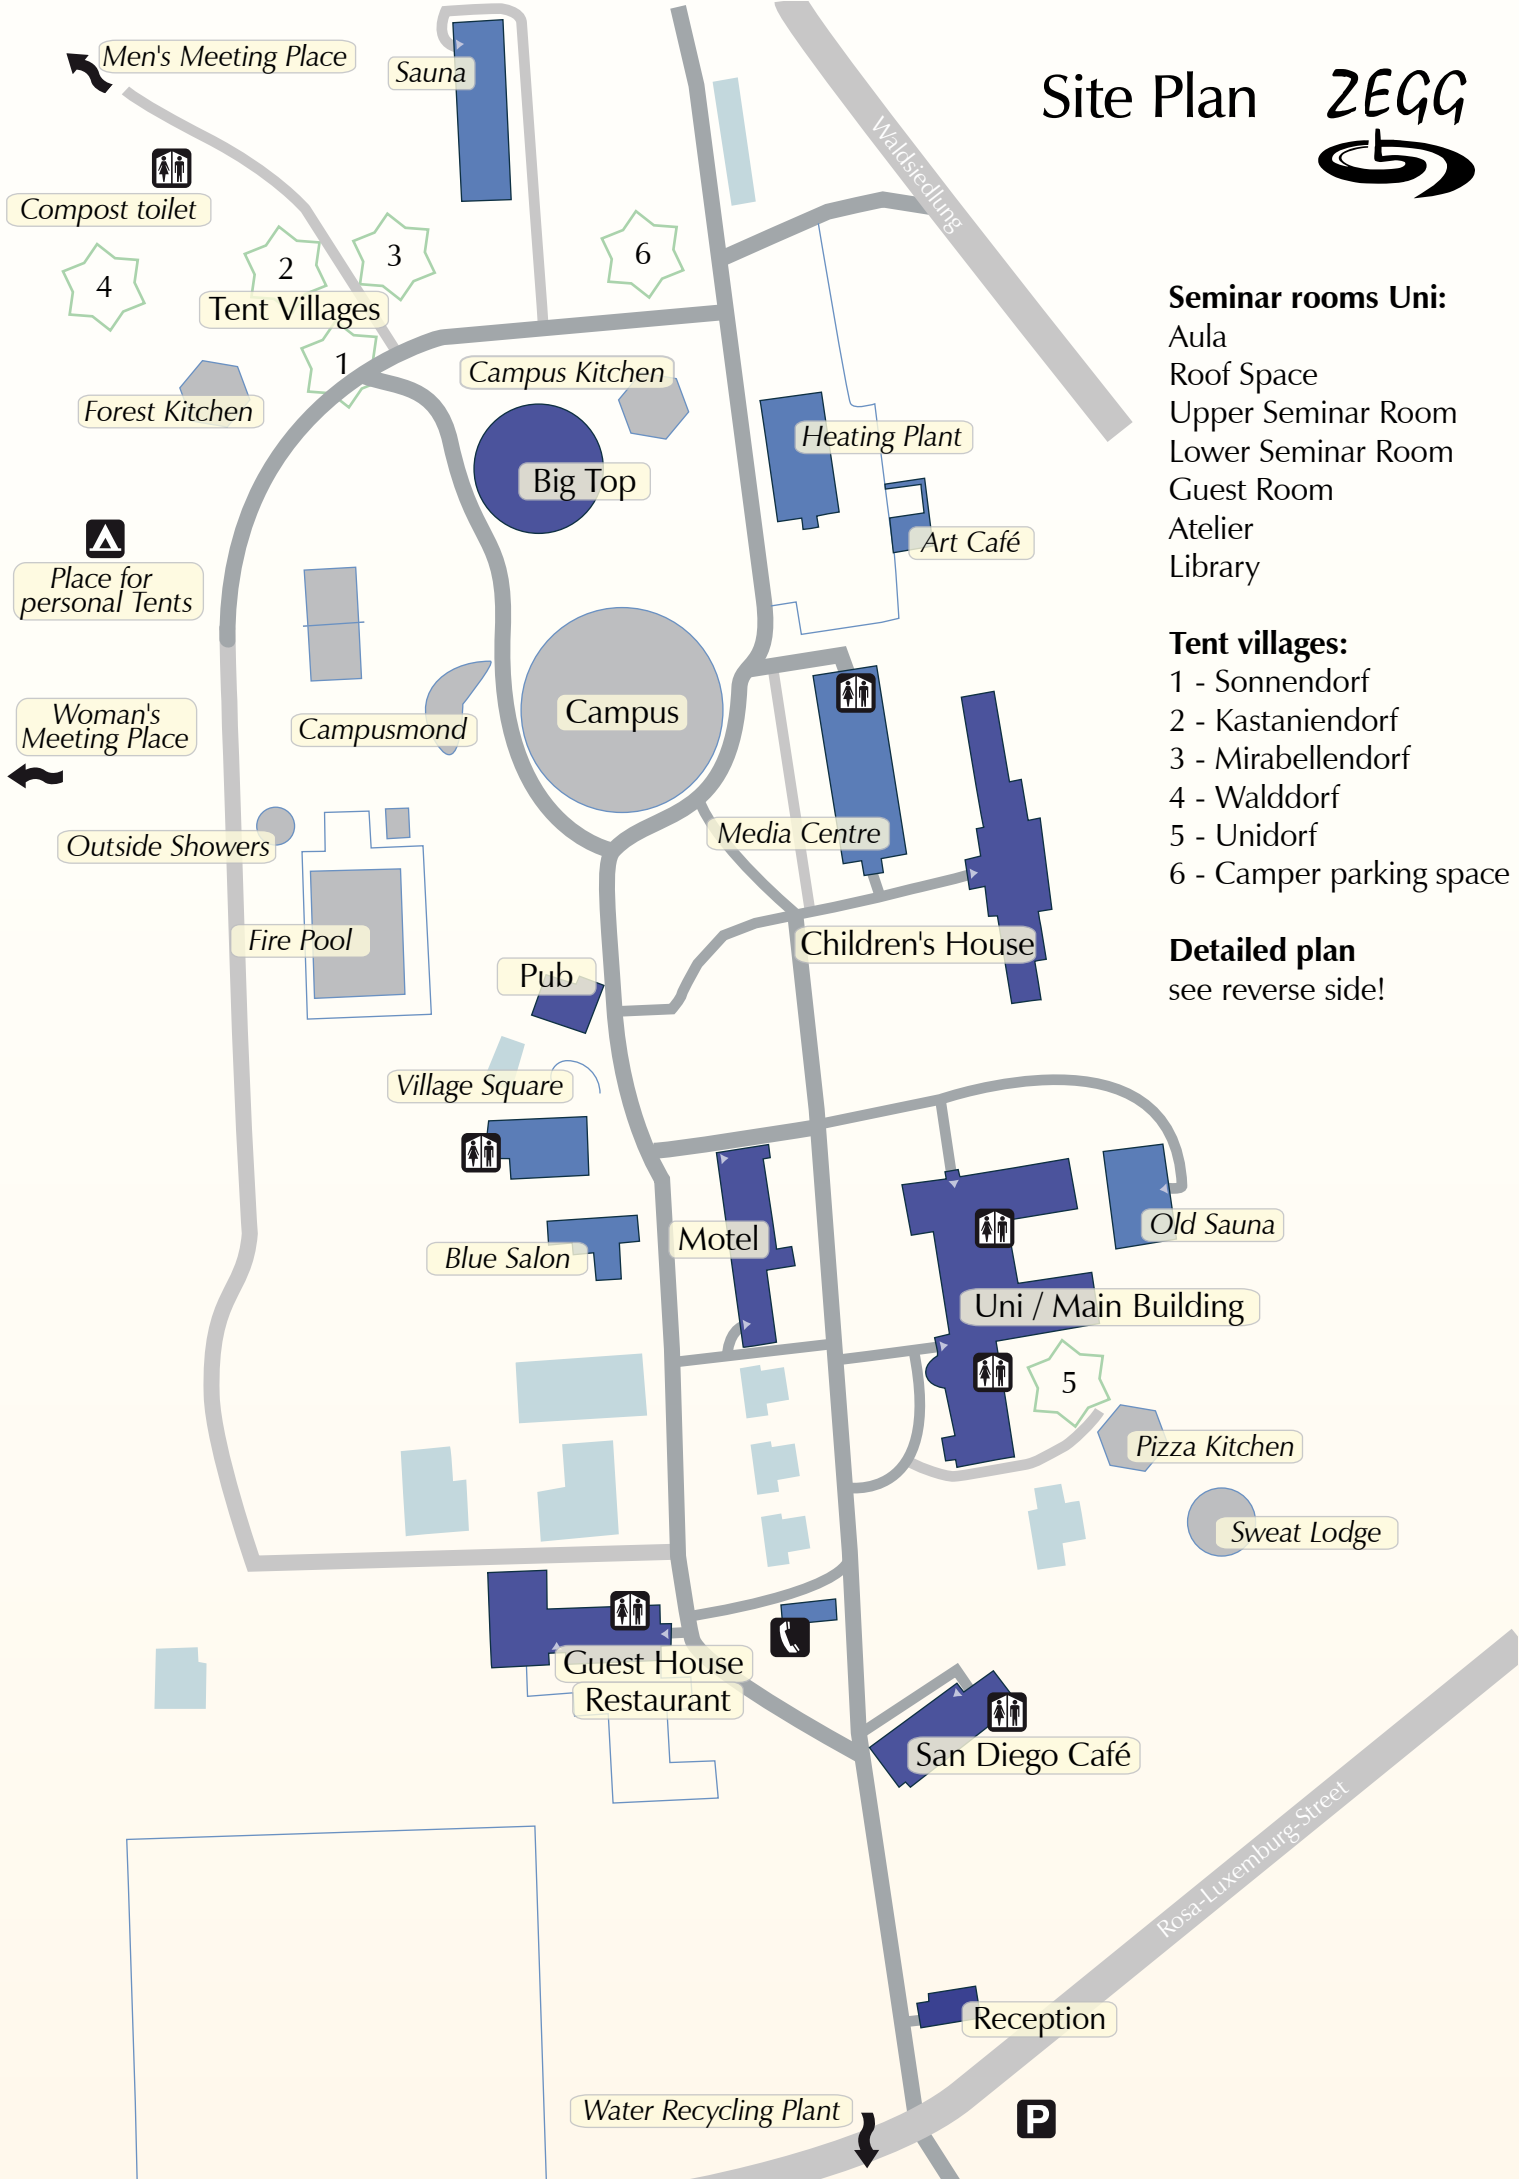 Men's Meeting Place
Sauna
Site Plan
ZEGG
Waldsiedlung
Compost toilet
4
2
3
6
Tent Villages
1
Campus Kitchen
Forest Kitchen
Heating Plant
Big Top
Art Café
Place for
personal Tents
Woman's
Meeting Place
Campusmond
Campus
Outside Showers
Media Centre
Fire Pool
Children's House
Pub
Village Square
Motel
Blue Salon
Old Sauna
Uni / Main Building
5
Pizza Kitchen
Sweat Lodge
Guest House
Restaurant
San Diego Café
Rosa-Luxemburg-Street
Reception
Water Recycling Plant
P
Seminar rooms Uni:
Aula
Roof Space
Upper Seminar Room
Lower Seminar Room
Guest Room
Atelier
Library
Tent villages:
1 - Sonnendorf
2 - Kastaniendorf
3 - Mirabellendorf
4 - Walddorf
5 - Unidorf
6 - Camper parking space
Detailed plan
see reverse side!